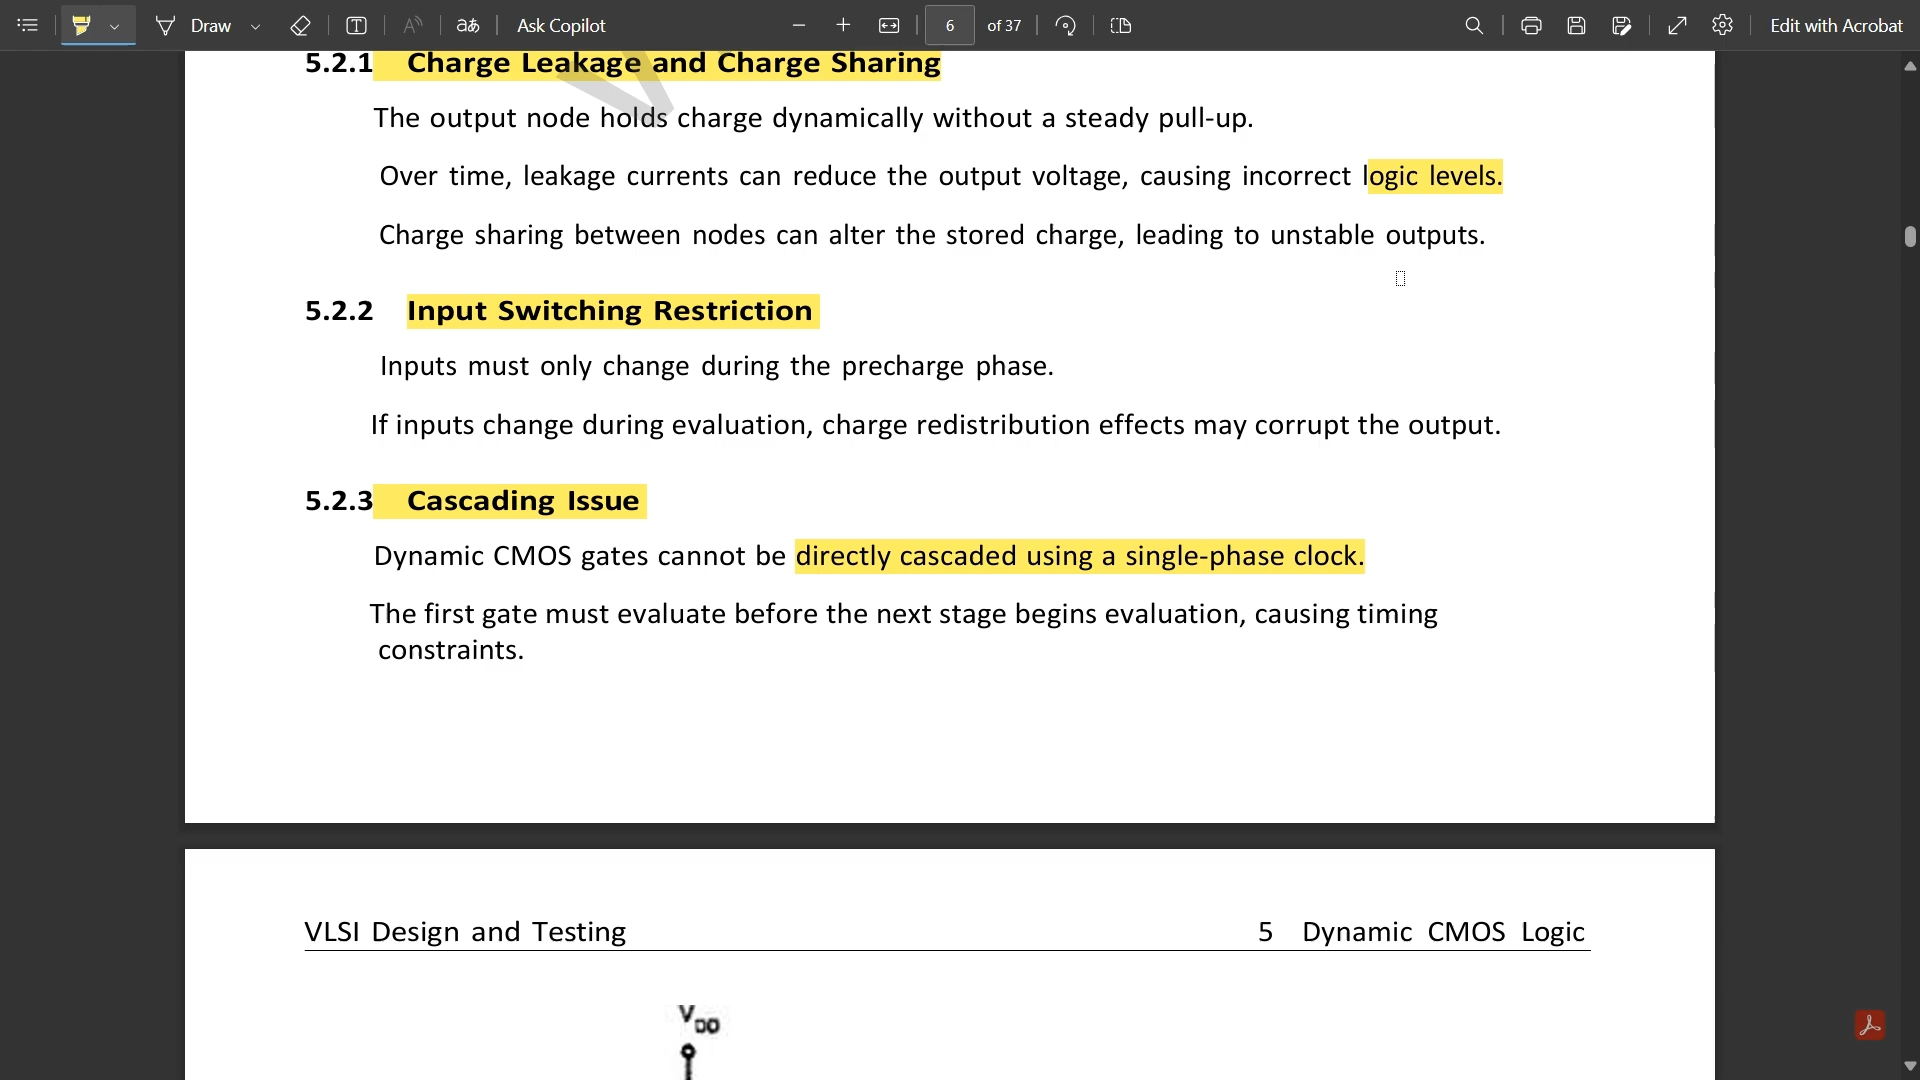 Draw
aあ
Ask Copilot
6
of 37
Edit with Acrobat
5.2.1 Charge Leakage and Charge Sharing
The output node holds charge dynamically without a steady pull-up.
Over time, leakage currents can reduce the output voltage, causing incorrect logic levels.
Charge sharing between nodes can alter the stored charge, leading to unstable outputs.
5.2.2 Input Switching Restriction
Inputs must only change during the precharge phase.
If inputs change during evaluation, charge redistribution effects may corrupt the output.
5.2.3 Cascading Issue
Dynamic CMOS gates cannot be directly cascaded using a single-phase clock.
The first gate must evaluate before the next stage begins evaluation, causing timing
constraints.
VLSI Design and Testing
5 Dynamic CMOS Logic
VDD